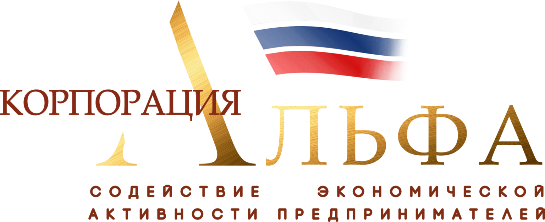 КОРПОРАЦИЯ
АЛЬФА
СОДЕЙСТВИЕ ЭКОНОМИЧЕСКОЙ
АКТИВНОСТИ ПРЕДПРИНИМАТЕЛЕЙ